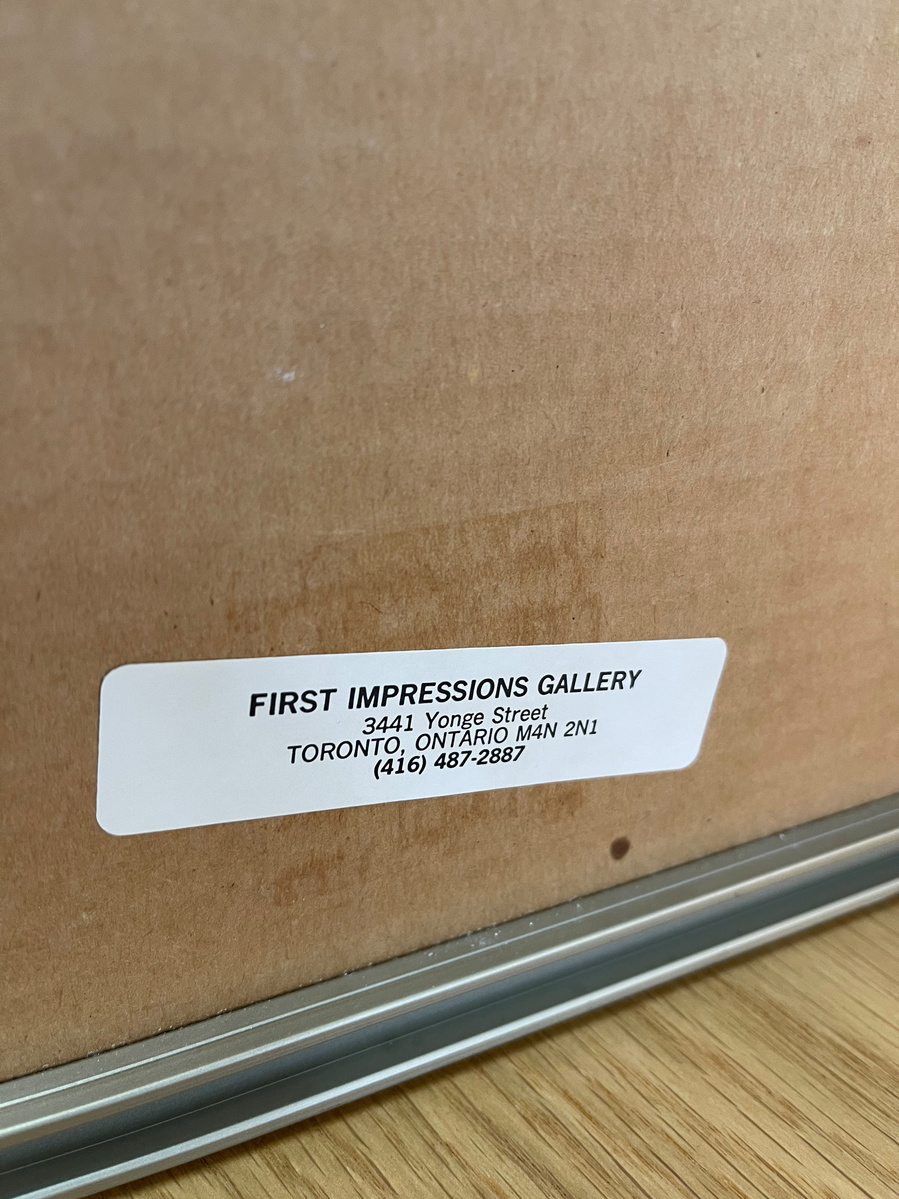 FIRST IMPRESSIONS GALLERY
3441 Yonge Street
TORONTO, ONTARIO M4N 2N1
(416) 487-2887